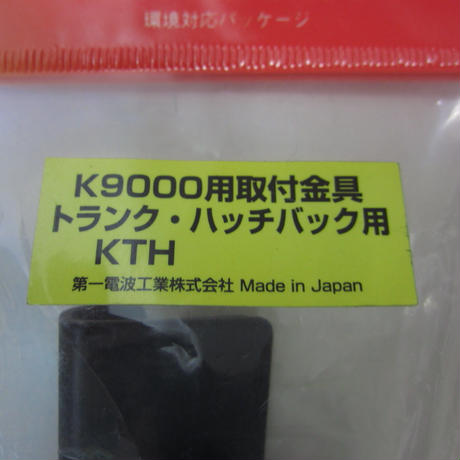 環境対応パッケージ
K9000用取付金具
トランク・ハッチバック用
KTH
第一電波工業株式会社 Made in Japan